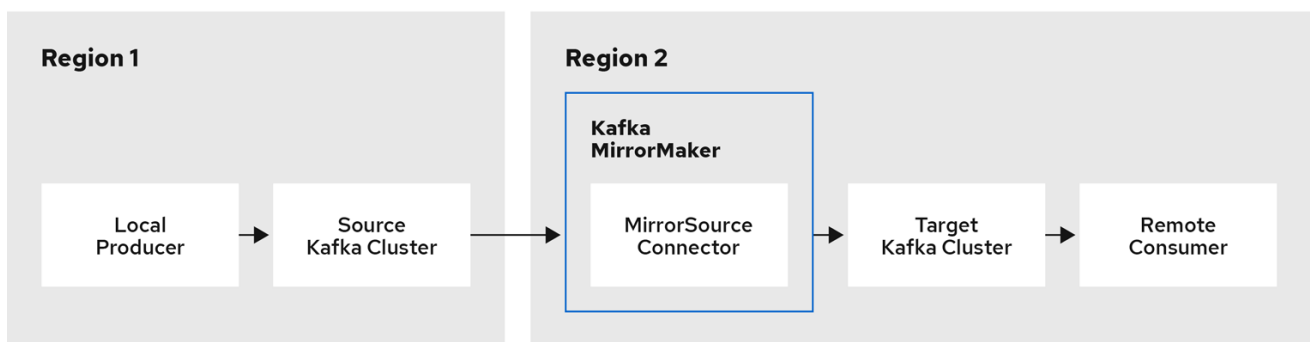 Region 1
Region 2
Kafka
MirrorMaker
Local
Producer
Source
Kafka Cluster
MirrorSource
Connector
Target
Kafka Cluster
Remote
Consumer